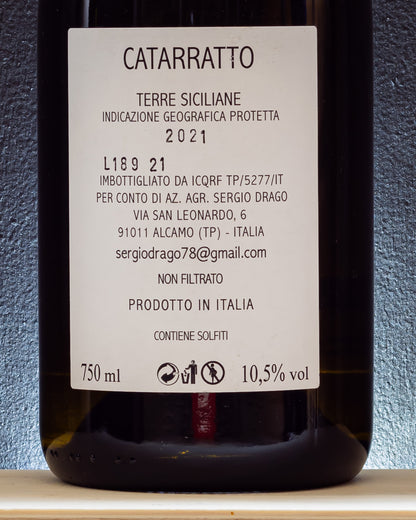 CATARRATTO
TERRE SICILIANE
INDICAZIONE GEOGRAFICA PROTETTA
2021
L189 21
IMBOTTIGLIATO DA ICQRF TP/5277/IT
PER CONTO DI AZ. AGR. SERGIO DRAGO
VIA SAN LEONARDO, 6
91011 ALCAMO (TP) - ITALIA
sergiodrago78@gmail.com
NON FILTRATO
PRODOTTO IN ITALIA
CONTIENE SOLFITI
750 ml 10,5% vol